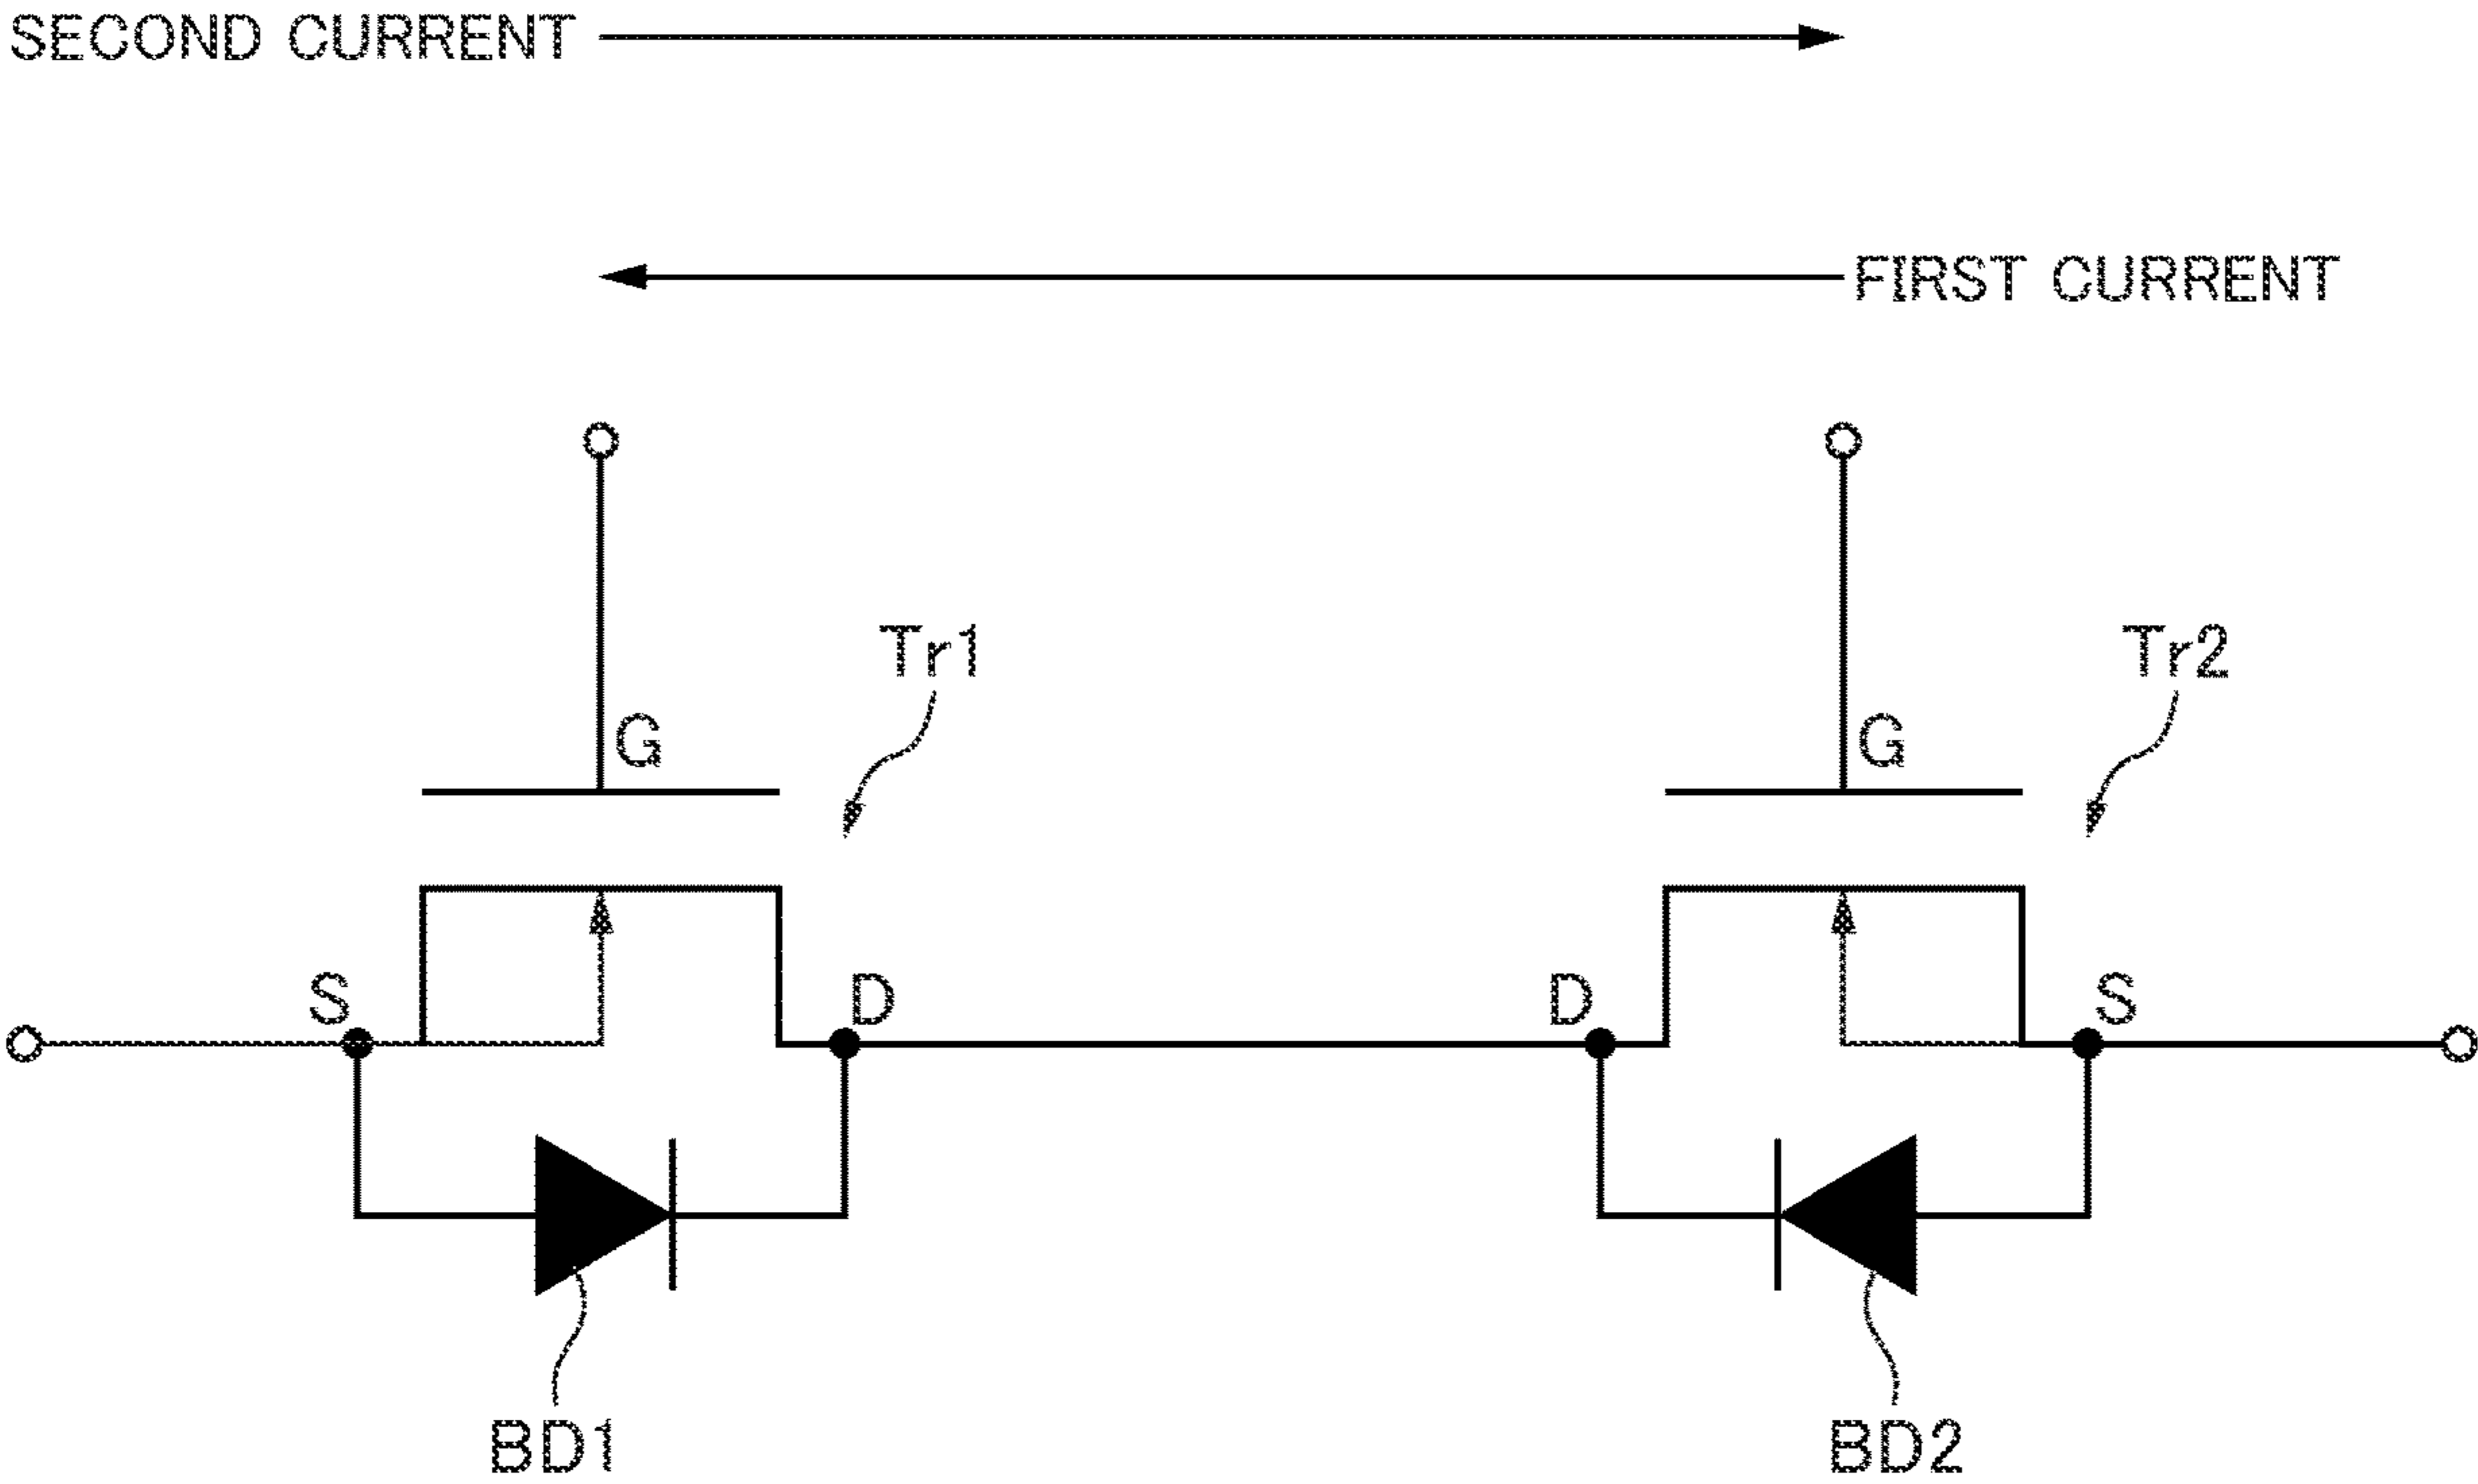 SECOND CURRENT
FIRST CURRENT
Tr1
Tr2
G
G
S
D
D
S
BD1
BD2